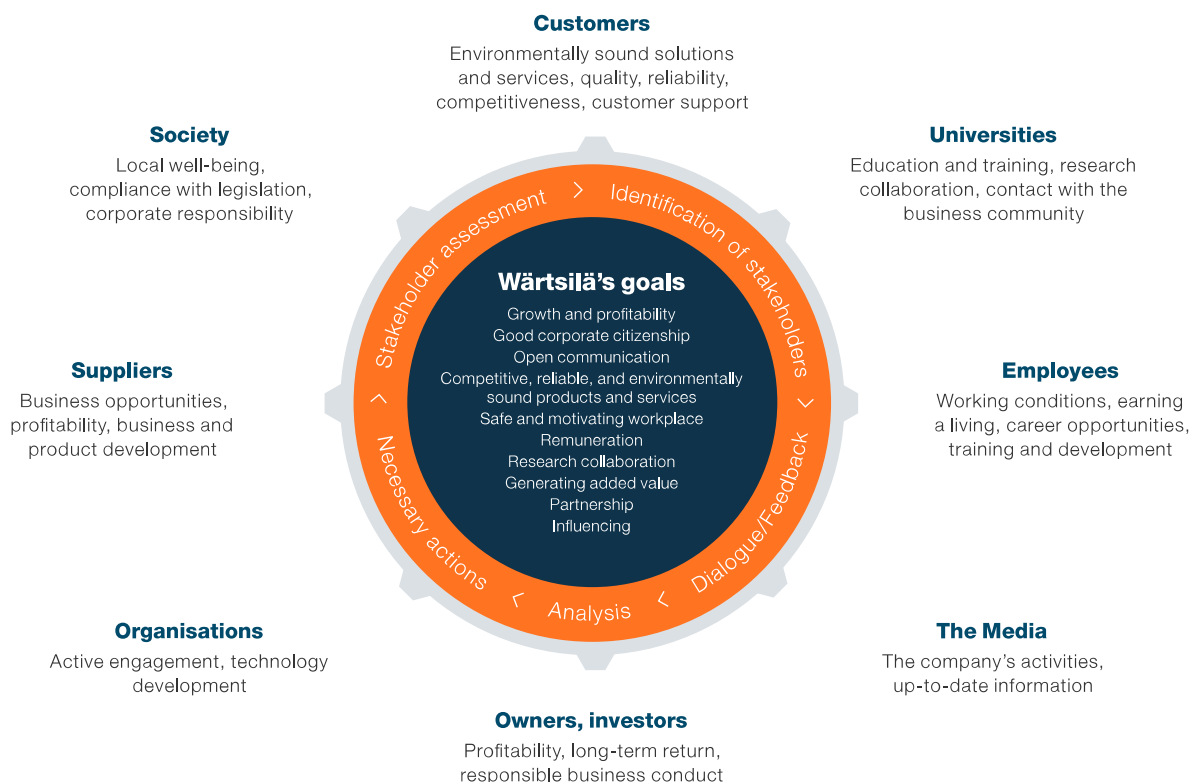 Customers
Environmentally sound solutions
and services, quality, reliability,
competitiveness, customer support
Society
Local well-being,
compliance with legislation,
corporate responsibility
Universities
Education and training, research
collaboration, contact with the
business community
Stakeholder assessment
Identification of stakeholders
Wärtsilä’s goals
Growth and profitability
Good corporate citizenship
Open communication
Competitive, reliable, and environmentally
sound products and services
Safe and motivating workplace
Remuneration
Research collaboration
Generating added value
Partnership
Influencing
Suppliers
Business opportunities,
profitability, business and
product development
Employees
Working conditions, earning
a living, career opportunities,
training and development
Necessary actions
Analysis
Dialogue/Feedback
Organisations
Active engagement, technology
development
The Media
The company’s activities,
up-to-date information
Owners, investors
Profitability, long-term return,
responsible business conduct